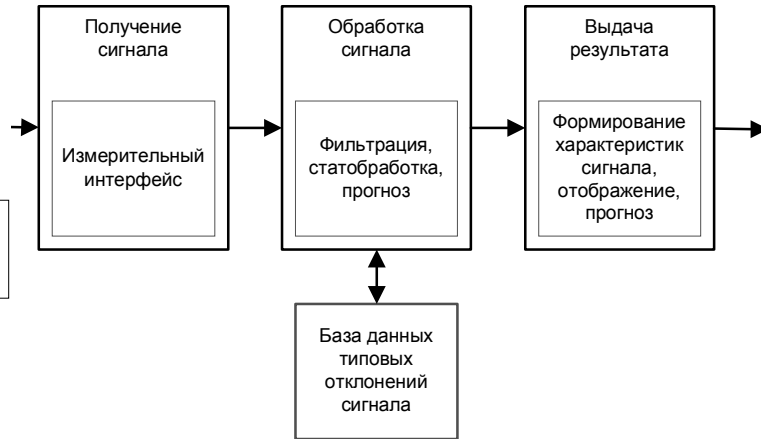 Получение
сигнала
Измерительный
интерфейс
Обработка
сигнала
Фильтрация,
статобработка,
прогноз
Выдача
результата
Формирование
характеристик
сигнала,
отображение,
прогноз
База данных
типовых
отклонений
сигнала